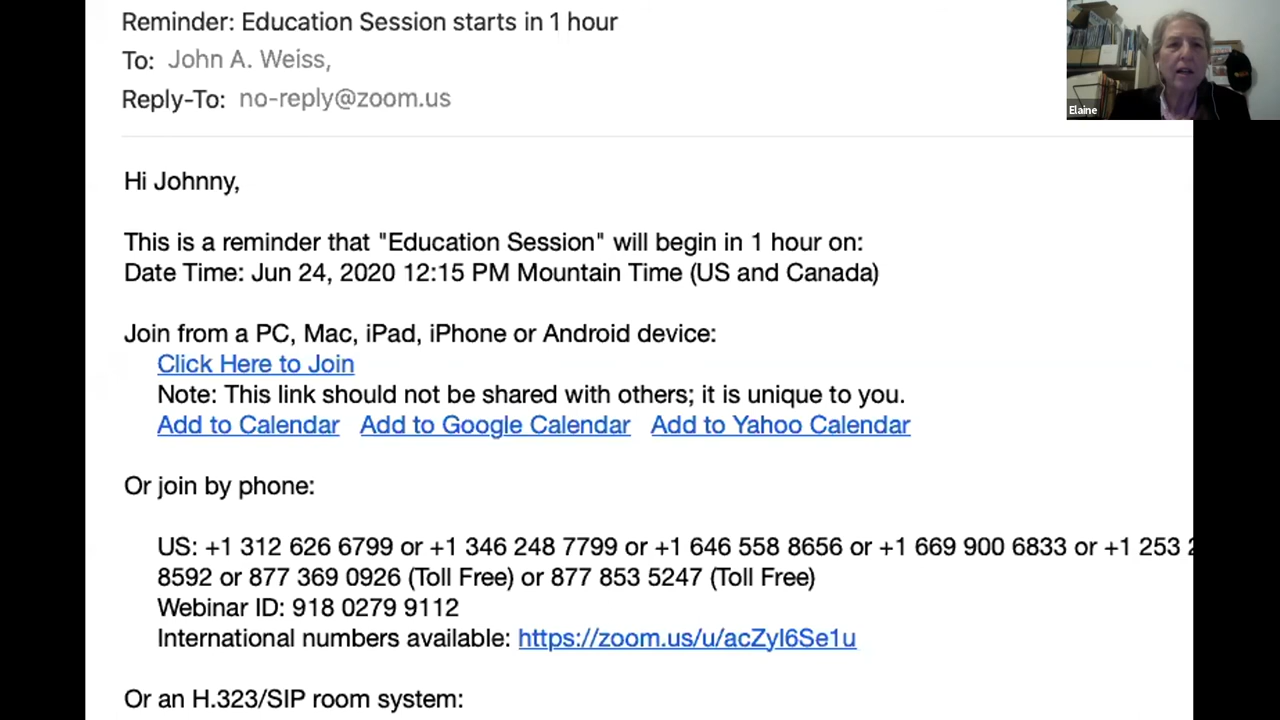 Reminder: Education Session starts in 1 hour
To: John A. Weiss,
Reply-To: no-reply@zoom.us
Elaine
Hi Johnny,
This is a reminder that "Education Session" will begin in 1 hour on:
Date Time: Jun 24, 2020 12:15 PM Mountain Time (US and Canada)
Join from a PC, Mac, iPad, iPhone or Android device:
Click Here to Join
Note: This link should not be shared with others; it is unique to you.
Add to Calendar Add to Google Calendar Add to Yahoo Calendar
Or join by phone:
US: +1 312 626 6799 or +1 346 248 7799 or +1 646 558 8656 or +1 669 900 6833 or +1 253
8592 or 877 369 0926 (Toll Free) or 877 853 5247 (Toll Free)
Webinar ID: 918 0279 9112
International numbers available: https://zoom.us/u/acZyI6Se1u
Or an H.323/SIP room system: